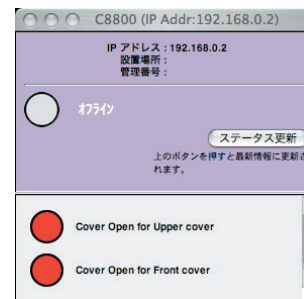 C8800 (IP Addr:192.168.0.2)
IP アドレス : 192.168.0.2
設置場所 :
管理番号 :
オフライン
ステータス更新
上のボタンを押すと最新情報に更新さ
れます。
Cover Open for Upper cover
Cover Open for Front cover